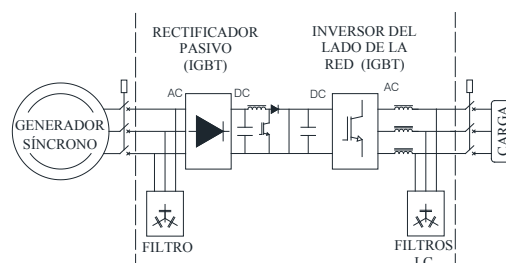 RECTIFICADOR
PASIVO
(IGBT)
INVERSOR DEL
LADO DE LA
RED (IGBT)
AC
DC
DC
AC
GENERADOR
SÍNCRONO
CARGA
FILTRO
FILTROS
LC